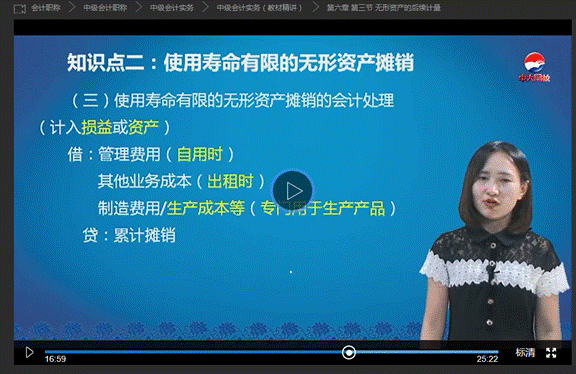 会计职称 > 中级会计职称 > 中级会计实务 > 中级会计实务（教材精讲） > 第六章 第三节 无形资产的后续计量
知识点二：使用寿命有限的无形资产摊销
中大网校
（三）使用寿命有限的无形资产摊销的会计处理
（计入损益或资产）
借：管理费用（自用时）
其他业务成本（出租时）
制造费用/生产成本等（专门用于生产产品）
贷：累计摊销
16:59
25:22
标清